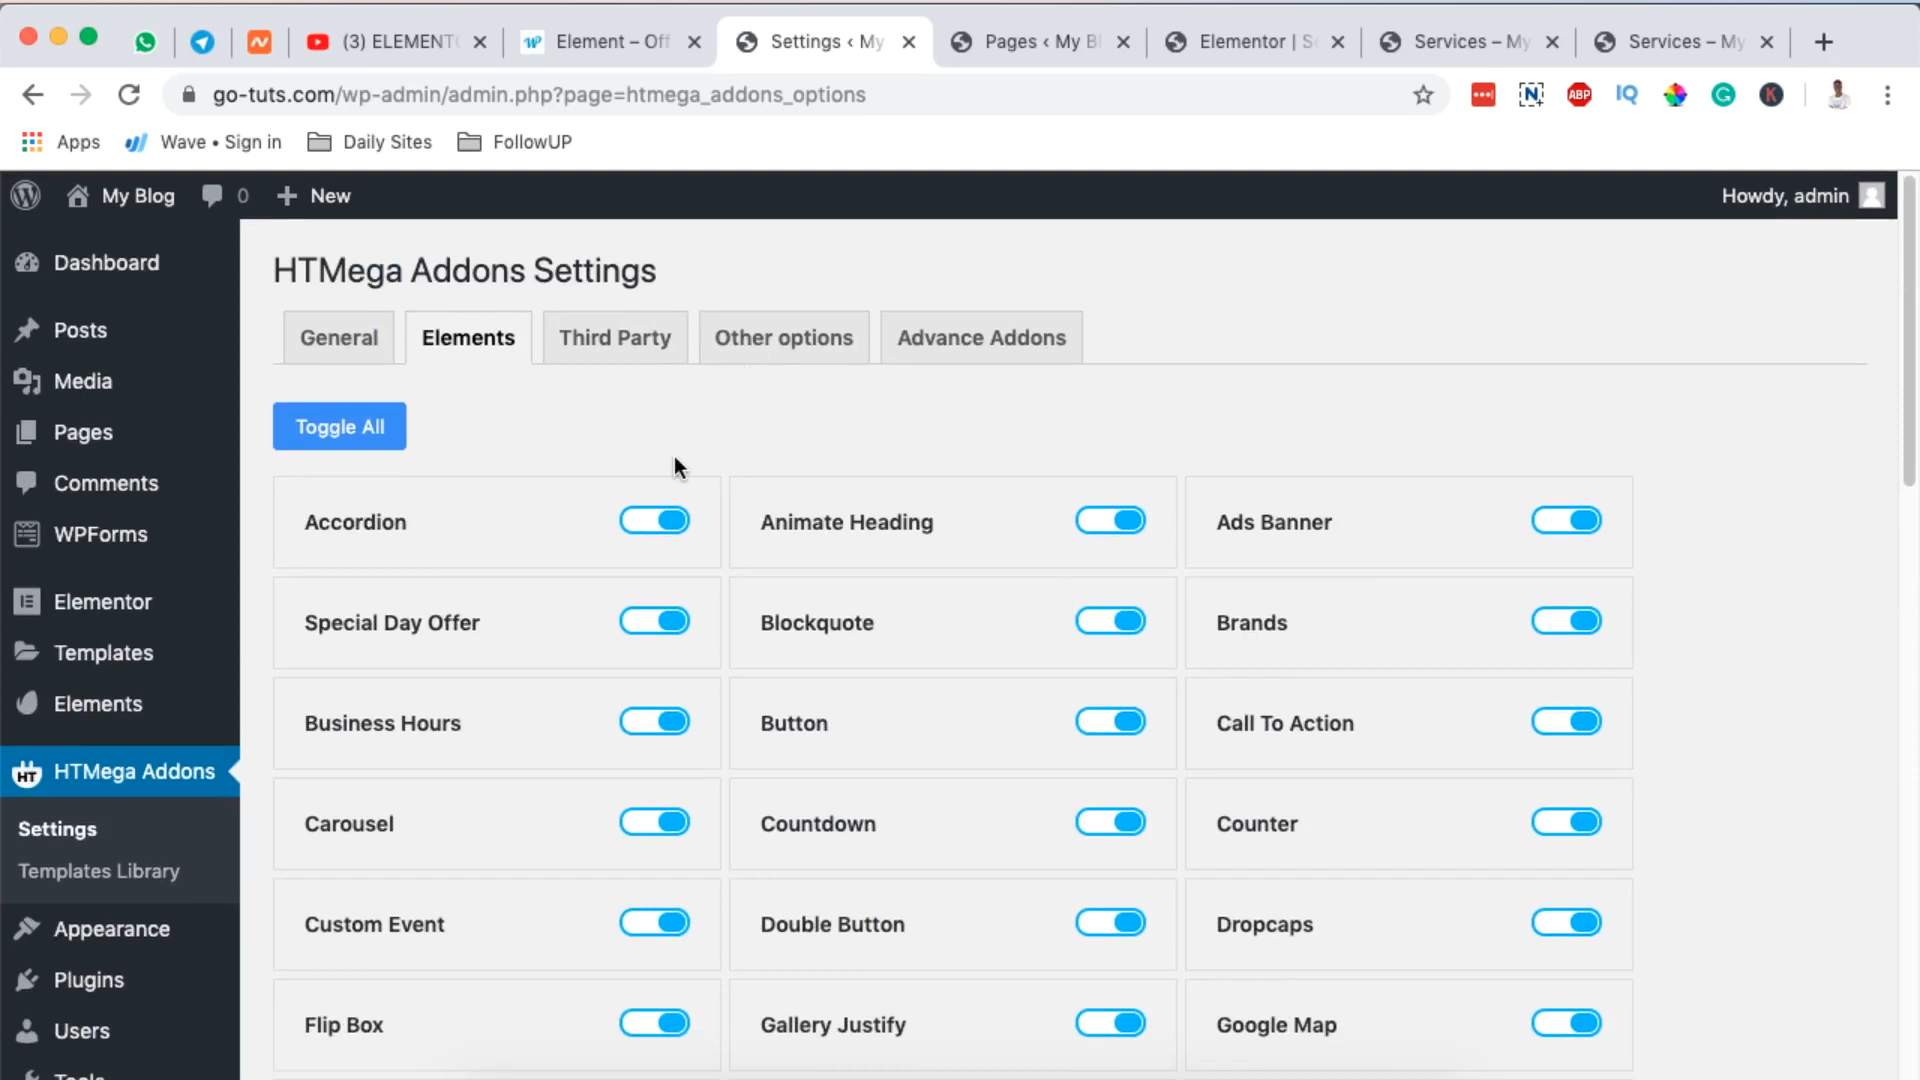 (3) ELEMENT
Element – Off
Settings ‹ My
Pages ‹ My B
Elementor | S
Services – My
Services – My
go-tuts.com/wp-admin/admin.php?page=htmega_addons_options
ABP
IQ
K
Apps
Wave • Sign in
Daily Sites
FollowUP
My Blog
0
New
Howdy, admin
Dashboard
Posts
Media
Pages
Comments
WPForms
Elementor
Templates
Elements
HT
HTMega Addons
Settings
Templates Library
Appearance
Plugins
Users
Tools
HTMega Addons Settings
General
Elements
Third Party
Other options
Advance Addons
Toggle All
Accordion
Animate Heading
Ads Banner
Special Day Offer
Blockquote
Brands
Business Hours
Button
Call To Action
Carousel
Countdown
Counter
Custom Event
Double Button
Dropcaps
Flip Box
Gallery Justify
Google Map